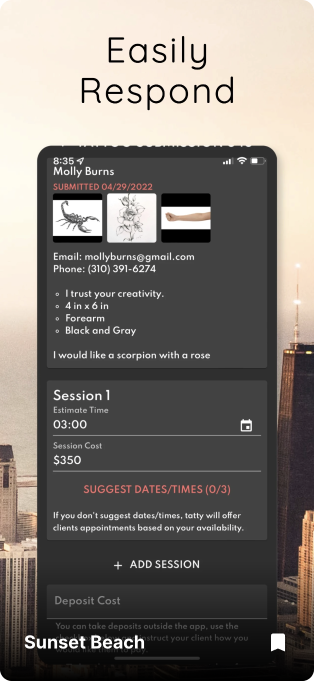 Easily
Respond
8:35
Molly Burns
SUBMITTED 04/29/2022
Email: mollyburns@gmail.com
Phone: (310) 391-6274
I trust your creativity.
4 in x 6 in
Forearm
Black and Gray
I would like a scorpion with a rose
Session 1
Estimate Time
03:00
Session Cost
$350
SUGGEST DATES/TIMES (0/3)
If you don't suggest dates/times, tatty will offer
clients appointments based on your availability.
+ ADD SESSION
Deposit Cost
You can take deposits outside the app, use the
struct your client how you
Sunset Beach